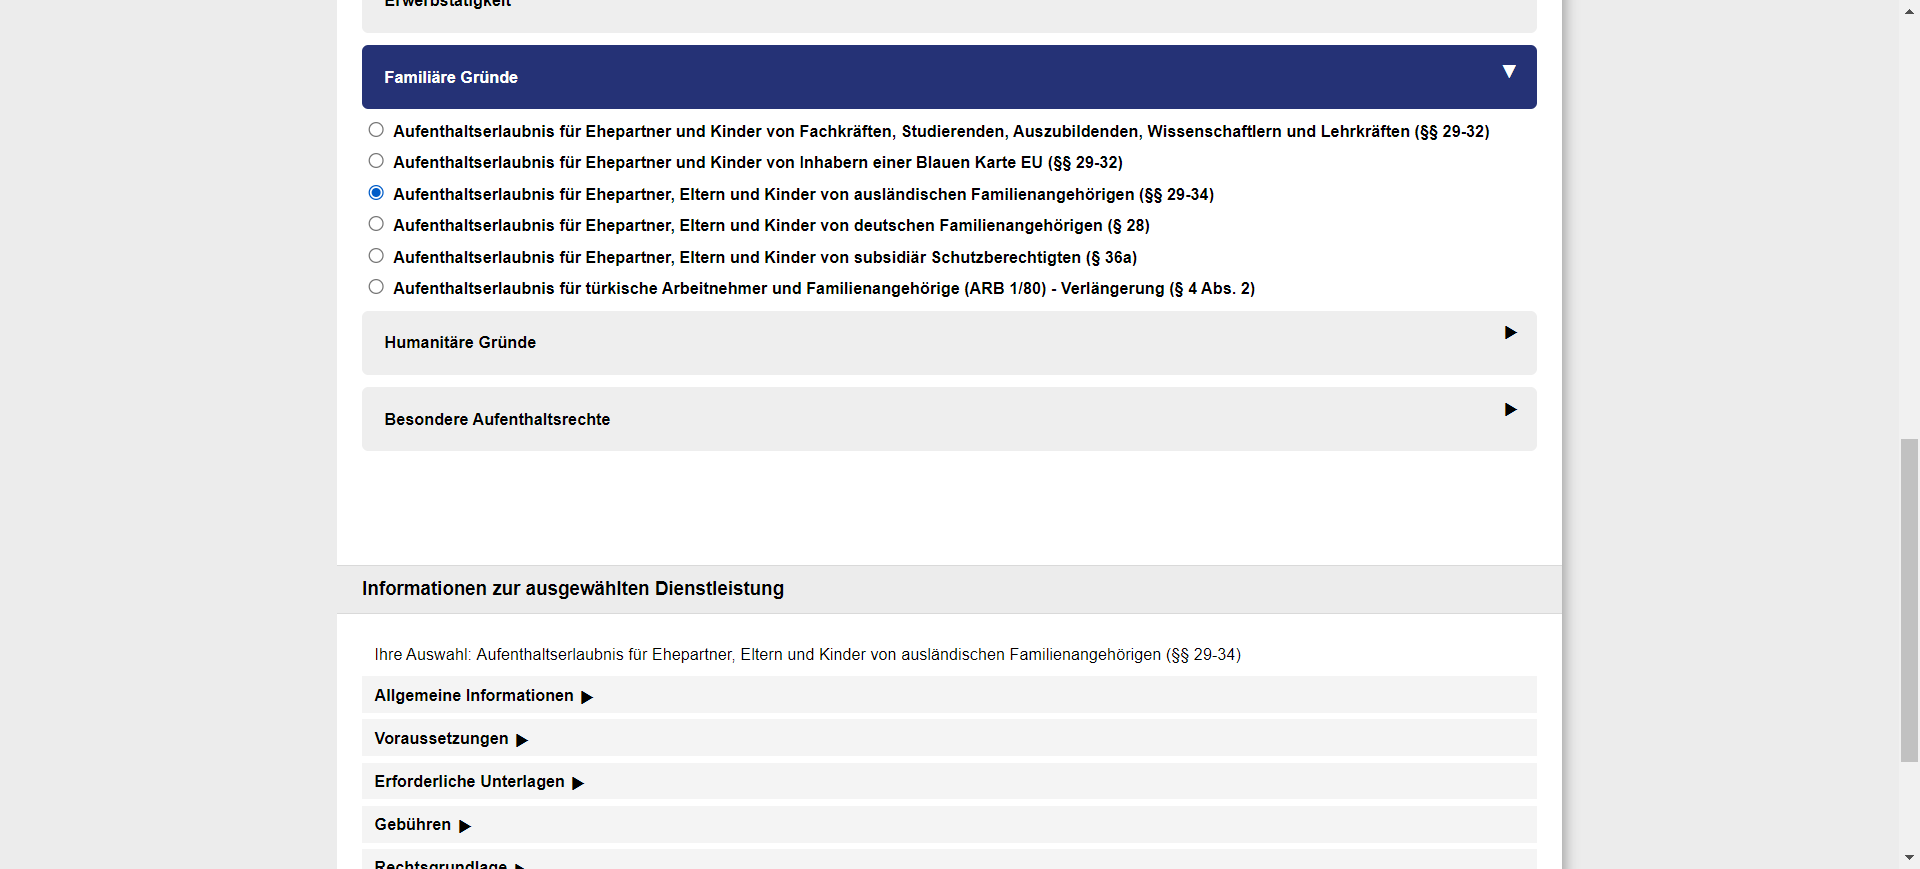 Erwerbstätigkeit
Familiäre Gründe
Aufenthaltserlaubnis für Ehepartner und Kinder von Fachkräften, Studierenden, Auszubildenden, Wissenschaftlern und Lehrkräften (§§ 29-32)
Aufenthaltserlaubnis für Ehepartner und Kinder von Inhabern einer Blauen Karte EU (§§ 29-32)
Aufenthaltserlaubnis für Ehepartner, Eltern und Kinder von ausländischen Familienangehörigen (§§ 29-34)
Aufenthaltserlaubnis für Ehepartner, Eltern und Kinder von deutschen Familienangehörigen (§ 28)
Aufenthaltserlaubnis für Ehepartner, Eltern und Kinder von subsidiär Schutzberechtigten (§ 36a)
Aufenthaltserlaubnis für türkische Arbeitnehmer und Familienangehörige (ARB 1/80) - Verlängerung (§ 4 Abs. 2)
Humanitäre Gründe
Besondere Aufenthaltsrechte
Informationen zur ausgewählten Dienstleistung
Ihre Auswahl: Aufenthaltserlaubnis für Ehepartner, Eltern und Kinder von ausländischen Familienangehörigen (§§ 29-34)
Allgemeine Informationen
Voraussetzungen
Erforderliche Unterlagen
Gebühren
Rechtsgrundlage